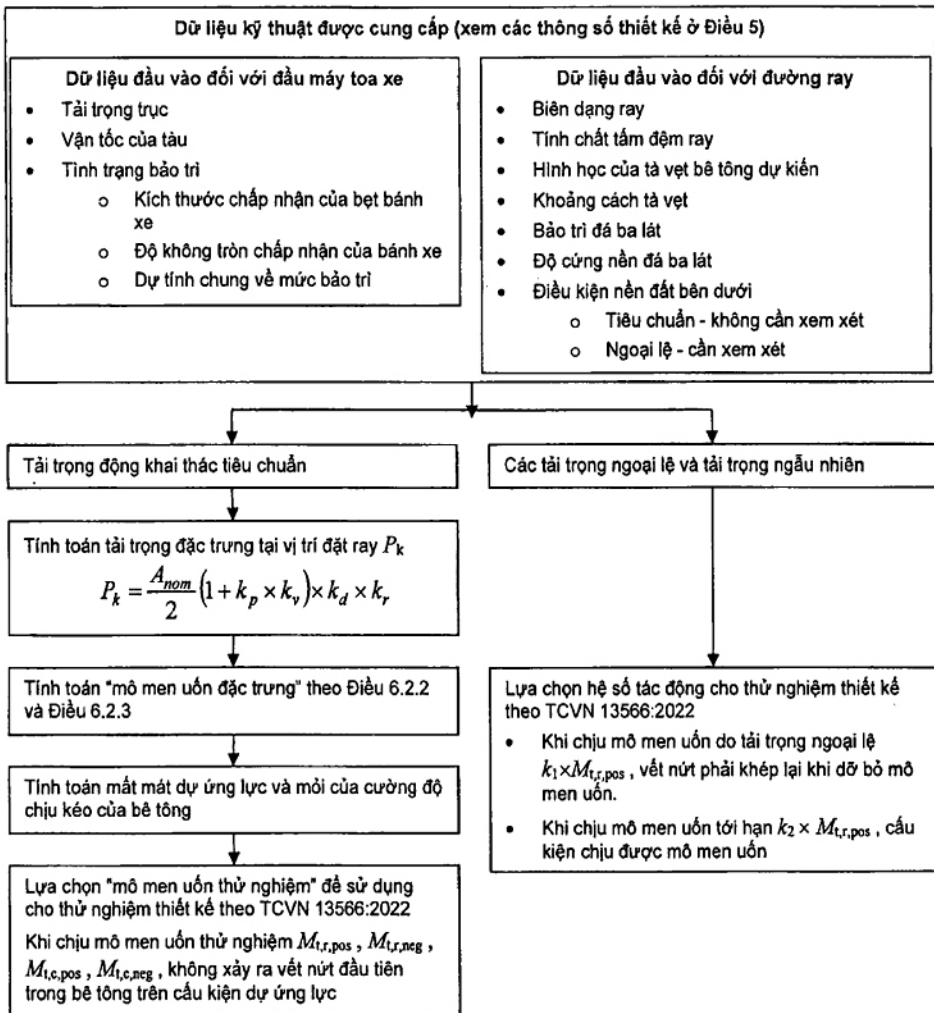 Dữ liệu kỹ thuật được cung cấp (xem các thông số thiết kế ở Điều 5)
Dữ liệu đầu vào đối với đầu máy toa xe
• Tải trọng trục
• Vận tốc của tàu
• Tình trạng bảo trì
o Kích thước chấp nhận của bẹt bánh
xe
o Độ không tròn chấp nhận của bánh xe
o Dự tính chung về mức bảo trì
Dữ liệu đầu vào đối với đường ray
• Biên dạng ray
• Tính chất tấm đệm ray
• Hình học của tà vẹt bê tông dự kiến
• Khoảng cách tà vẹt
• Bảo trì đá ba lát
• Độ cứng nền đá ba lát
• Điều kiện nền đất bên dưới
o Tiêu chuẩn - không cần xem xét
o Ngoại lệ - cần xem xét
Tải trọng động khai thác tiêu chuẩn
Tính toán tải trọng đặc trưng tại vị trí đặt ray P_k
P_k = A_nom/2 (1 + k_p × k_v) × k_d × k_r
Tính toán "mô men uốn đặc trưng" theo Điều 6.2.2
và Điều 6.2.3
Tính toán mất mát dự ứng lực và mỏi của cường độ
chịu kéo của bê tông
Lựa chọn "mô men uốn thử nghiệm" để sử dụng
cho thử nghiệm thiết kế theo TCVN 13566:2022
Khi chịu mô men uốn thử nghiệm M_t,r,pos , M_t,r,neg ,
M_t,c,pos , M_t,c,neg , không xảy ra vết nứt đầu tiên
trong bê tông trên cấu kiện dự ứng lực
Các tải trọng ngoại lệ và tải trọng ngẫu nhiên
Lựa chọn hệ số tác động cho thử nghiệm thiết kế
theo TCVN 13566:2022
• Khi chịu mô men uốn do tải trọng ngoại lệ
k_1×M_t,r,pos , vết nứt phải khép lại khi dỡ bỏ mô
men uốn.
• Khi chịu mô men uốn tới hạn k_2 × M_t,r,pos , cấu
kiện chịu được mô men uốn